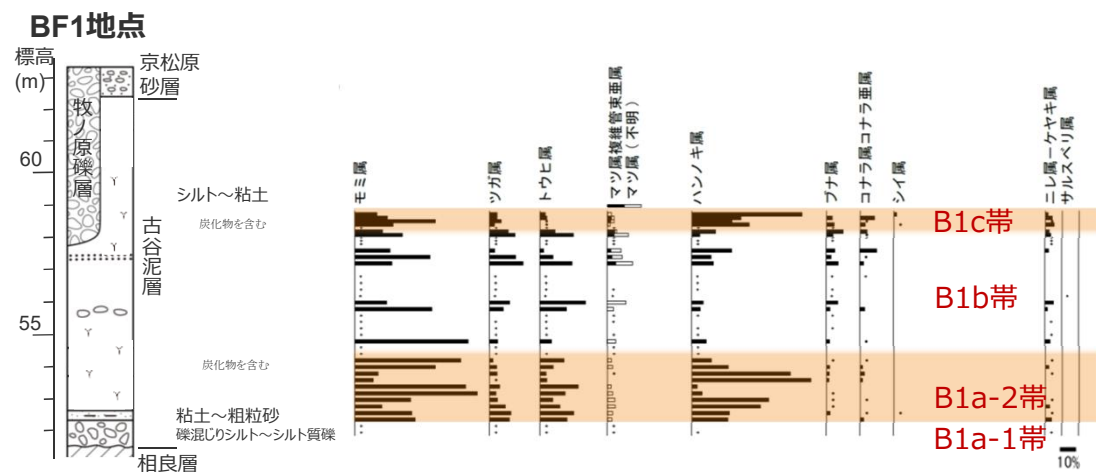 BF1地点
標高
(m)
京松原
砂層
牧ノ原礫層
60
シルト～粘土
炭化物を含む
古谷泥層
55
炭化物を含む
粘土～粗粒砂
礫混じりシルト～シルト質礫
相良層
モミ属
ツガ属
トウヒ属
マツ属複維管束亜属
マツ属（不明）
ハンノキ属
ブナ属
コナラ属コナラ亜属
シイ属
ニレ属－ケヤキ属
サルスベリ属
B1c帯
B1b帯
B1a-2帯
B1a-1帯
10%